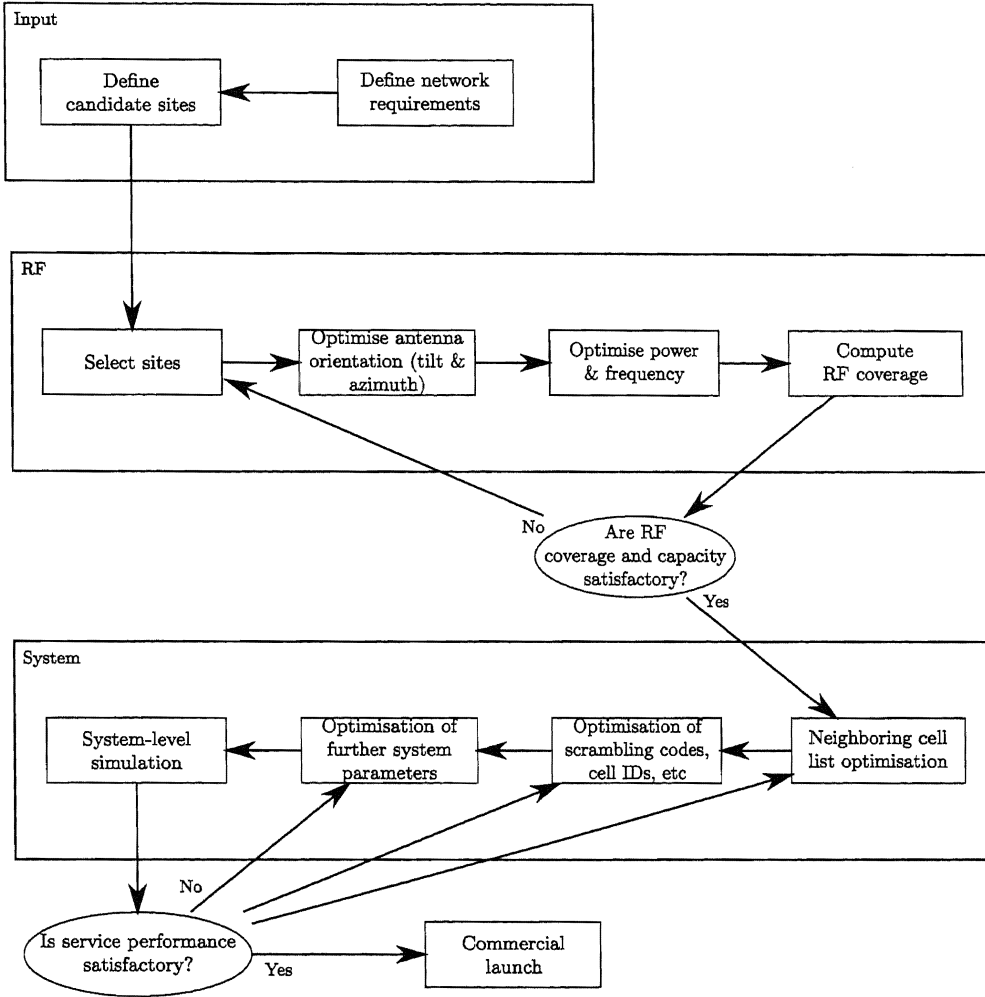 Input
Define
candidate sites
Define network
requirements
RF
Select sites
Optimise antenna
orientation (tilt &
azimuth)
Optimise power
& frequency
Compute
RF coverage
No
Are RF
coverage and capacity
satisfactory?
Yes
System
System-level
simulation
Optimisation of
further system
parameters
Optimisation of
scrambling codes,
cell IDs, etc
Neighboring cell
list optimisation
No
Is service performance
satisfactory?
Yes
Commercial
launch